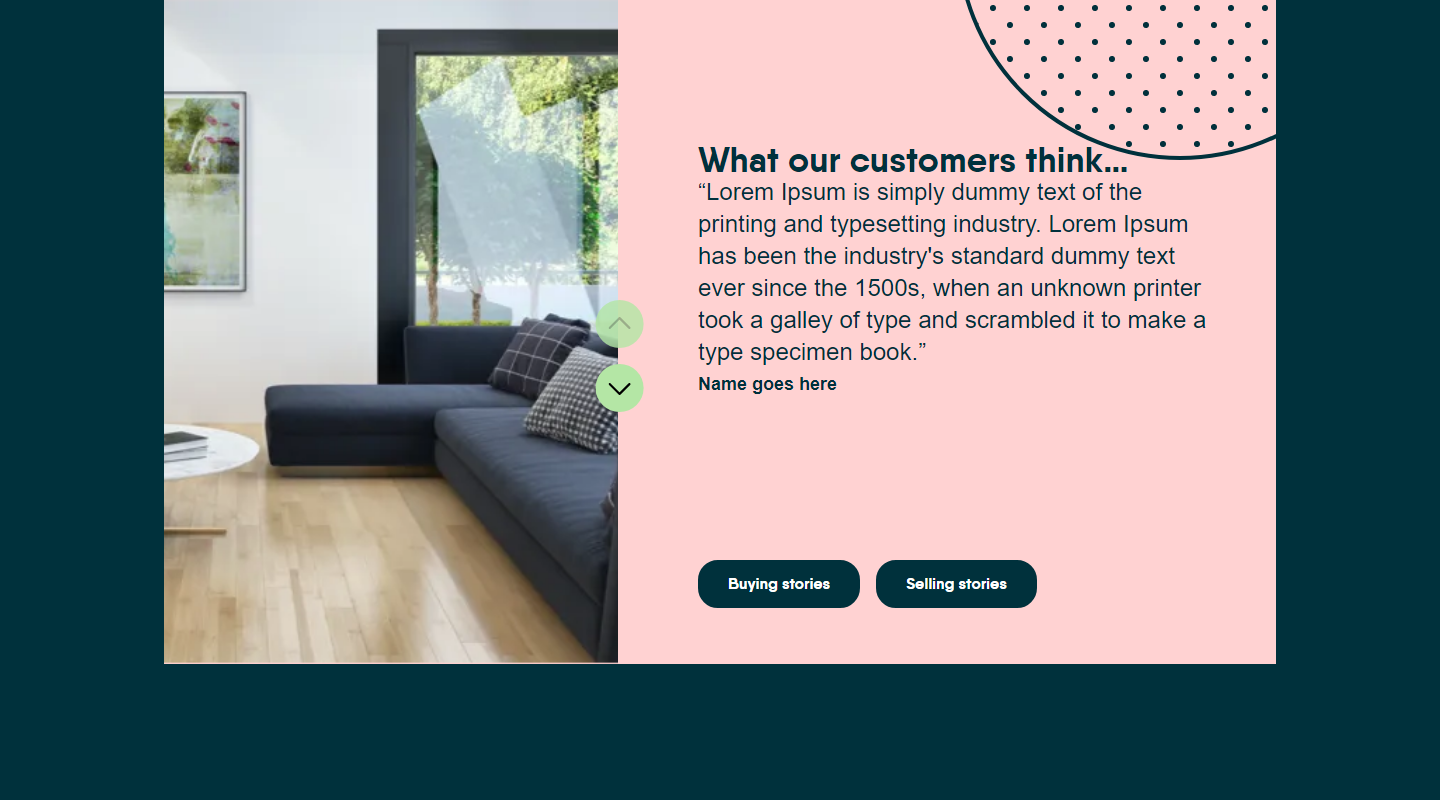 What our customers think...
“Lorem Ipsum is simply dummy text of the
printing and typesetting industry. Lorem Ipsum
has been the industry's standard dummy text
ever since the 1500s, when an unknown printer
took a galley of type and scrambled it to make a
type specimen book.”
Name goes here
Buying stories
Selling stories